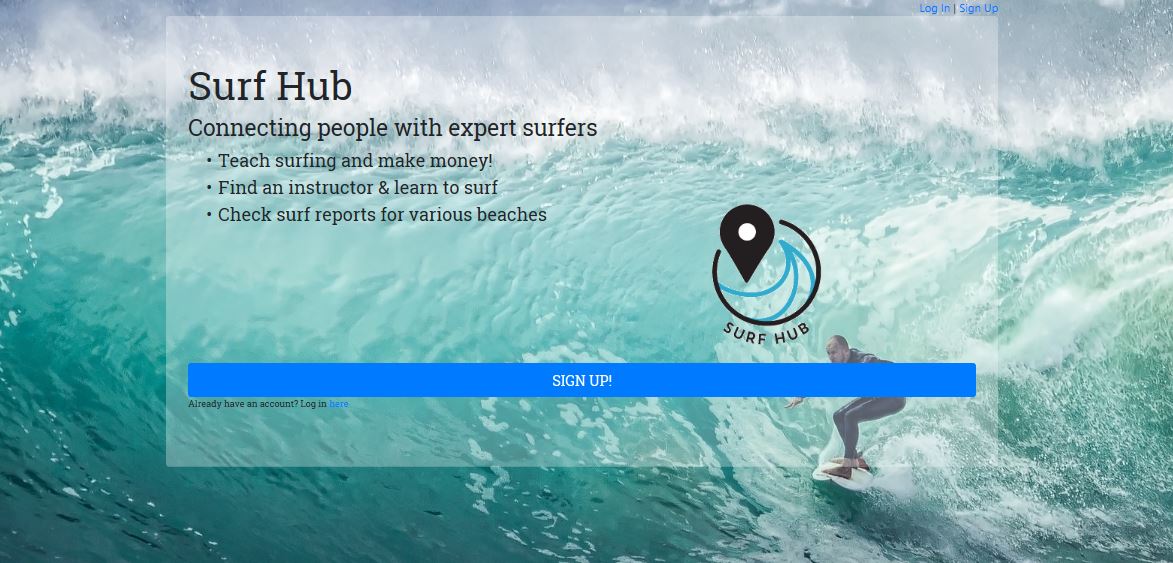 Log In | Sign Up
Surf Hub
Connecting people with expert surfers
• Teach surfing and make money!
• Find an instructor & learn to surf
• Check surf reports for various beaches
SURF HUB
SIGN UP!
Already have an account? Log in here